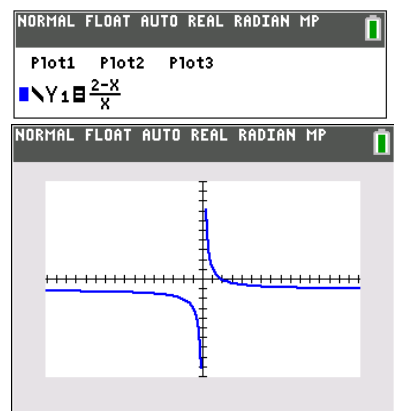 NORMAL FLOAT AUTO REAL RADIAN MP
Plot1 Plot2 Plot3
\Y1=(2-X)/X
NORMAL FLOAT AUTO REAL RADIAN MP